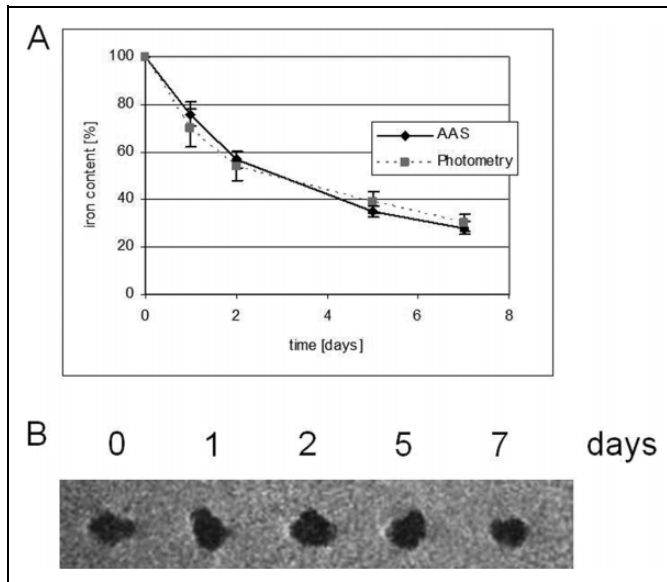 A
100
80
60
40
20
0
iron content [%]
AAS
Photometry
0 2 4 6 8
time [days]
B
0 1 2 5 7 days